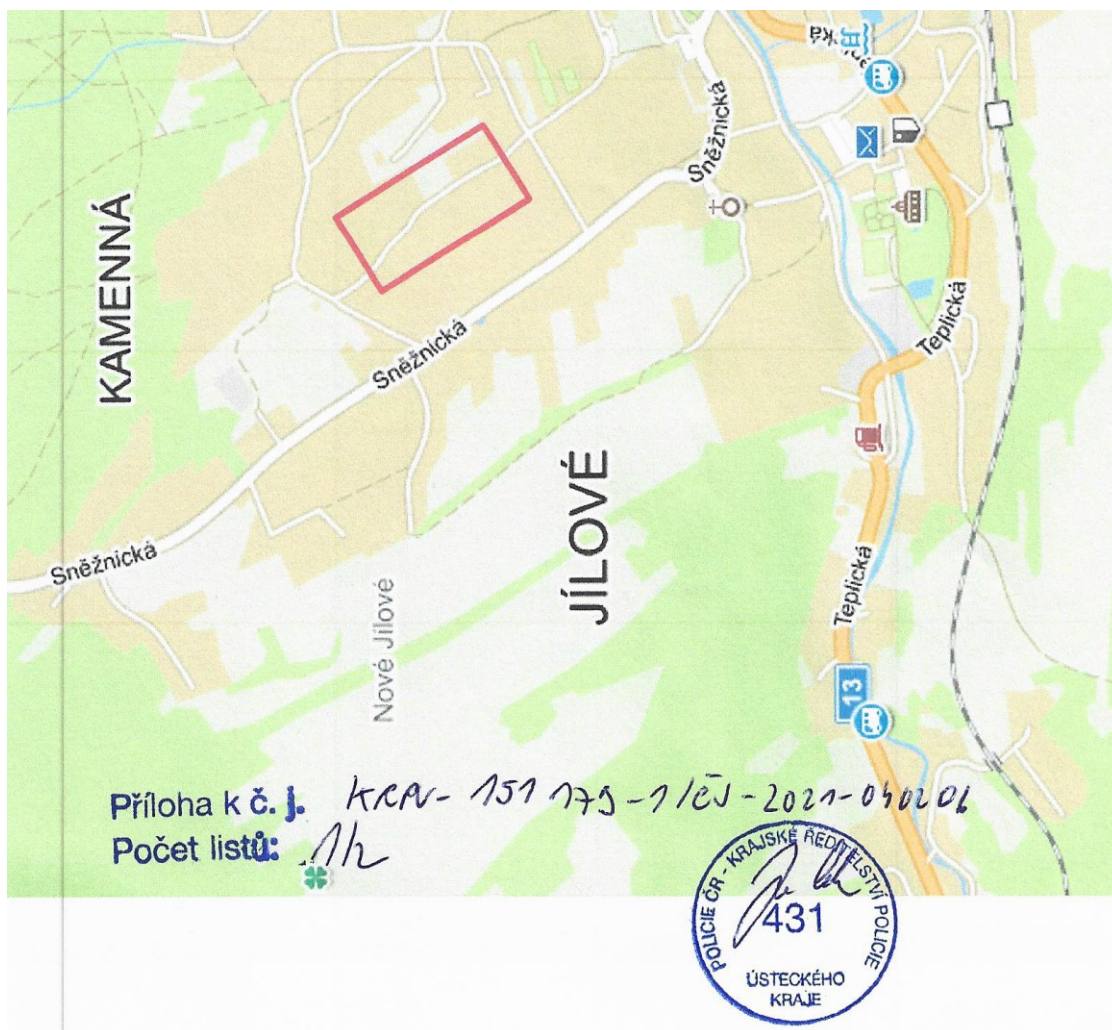 ká
Sněžnická
KAMENNÁ
Sněžnická
Teplická
JÍLOVÉ
Sněžnická
Teplická
Nové Jílové
13
Příloha k č. j. KRPU-151179-1/ČJ-2021-040206
Počet listů: 1/2
POLICIE ČR - KRAJSKÉ ŘEDITELSTVÍ POLICIE
431
ÚSTECKÉHO
KRAJE